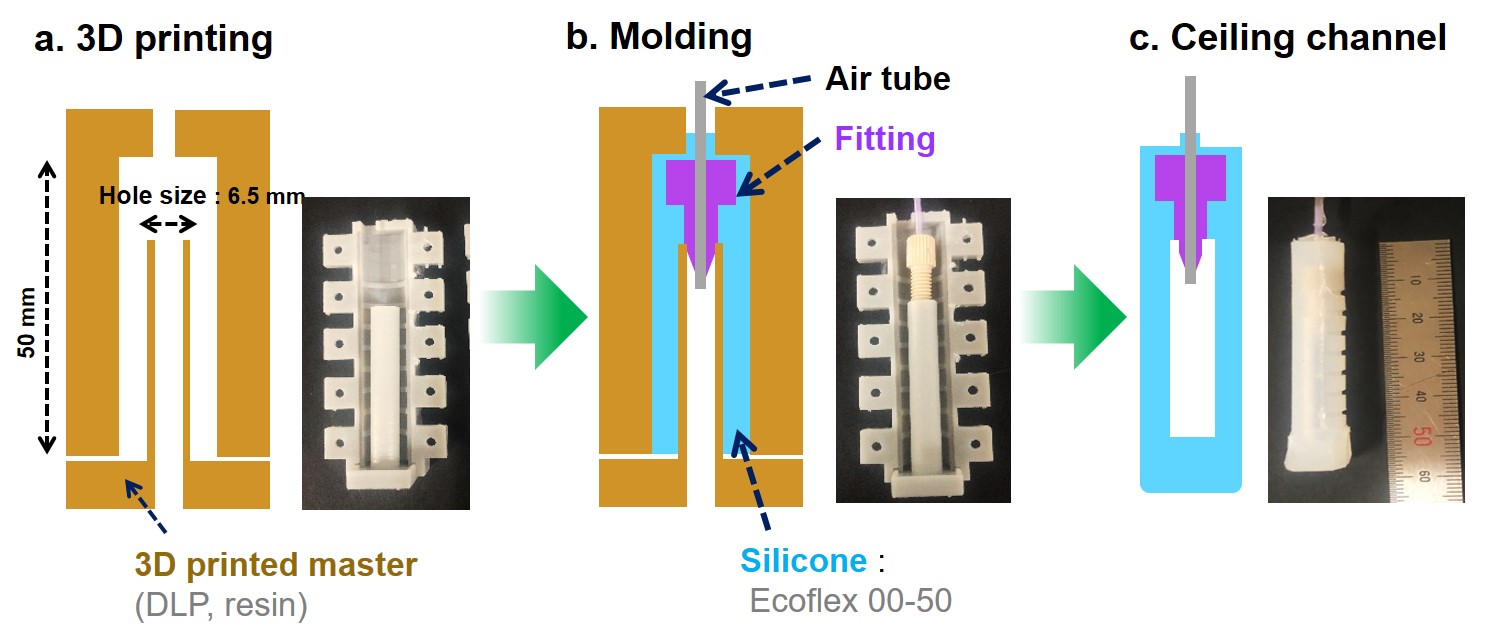 a. 3D printing
b. Molding
c. Ceiling channel
Air tube
Fitting
Hole size : 6.5 mm
50 mm
10
20
30
40
50
60
3D printed master
(DLP, resin)
Silicone :
Ecoflex 00-50